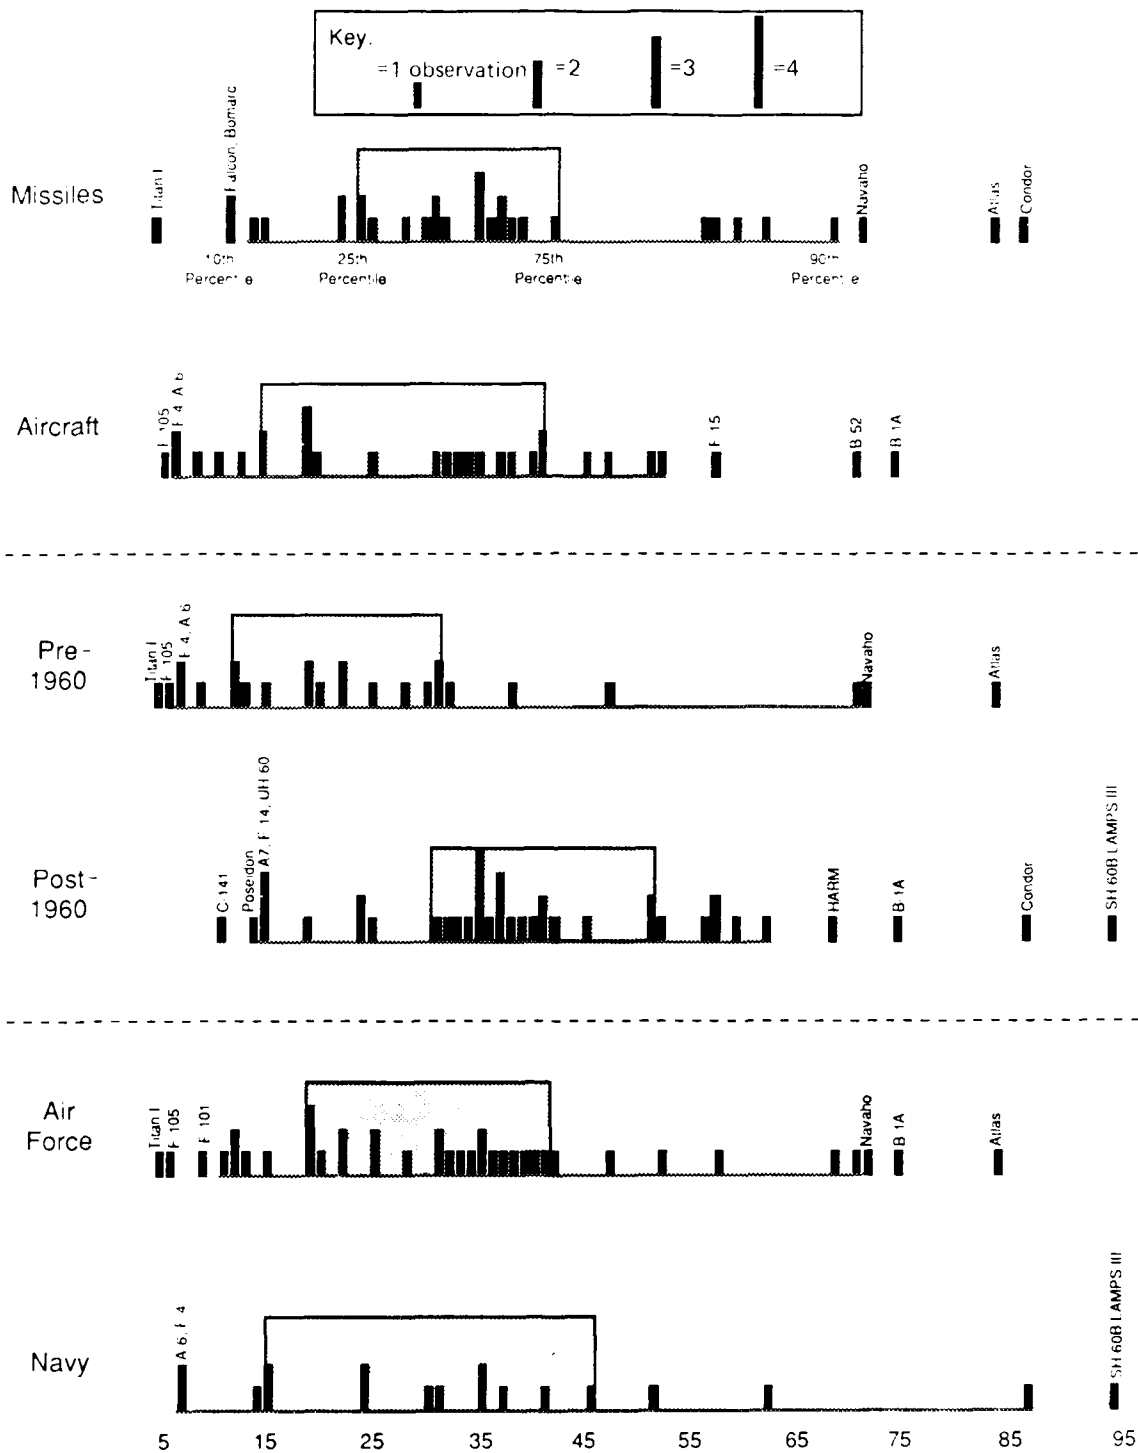 Key.
=1 observation =2 =3 =4
Missiles
Titan I
Falcon, Bomarc
Navaho
Atlas
Condor
10th Percentile
25th Percentile
75th Percentile
90th Percentile
Aircraft
F 105
F 4, A 6
F 15
B 52
B 1A
Pre-
1960
Titan I
F 105
F 4, A 6
Navaho
Atlas
Post-
1960
C 141
Poseidon
A7, F 14, UH 60
HARM
B 1A
Condor
SH 60B LAMPS III
Air
Force
Titan I
F 105
F 101
Navaho
B 1A
Atlas
Navy
A 6, F 4
SH 60B LAMPS III
5 15 25 35 45 55 65 75 85 95